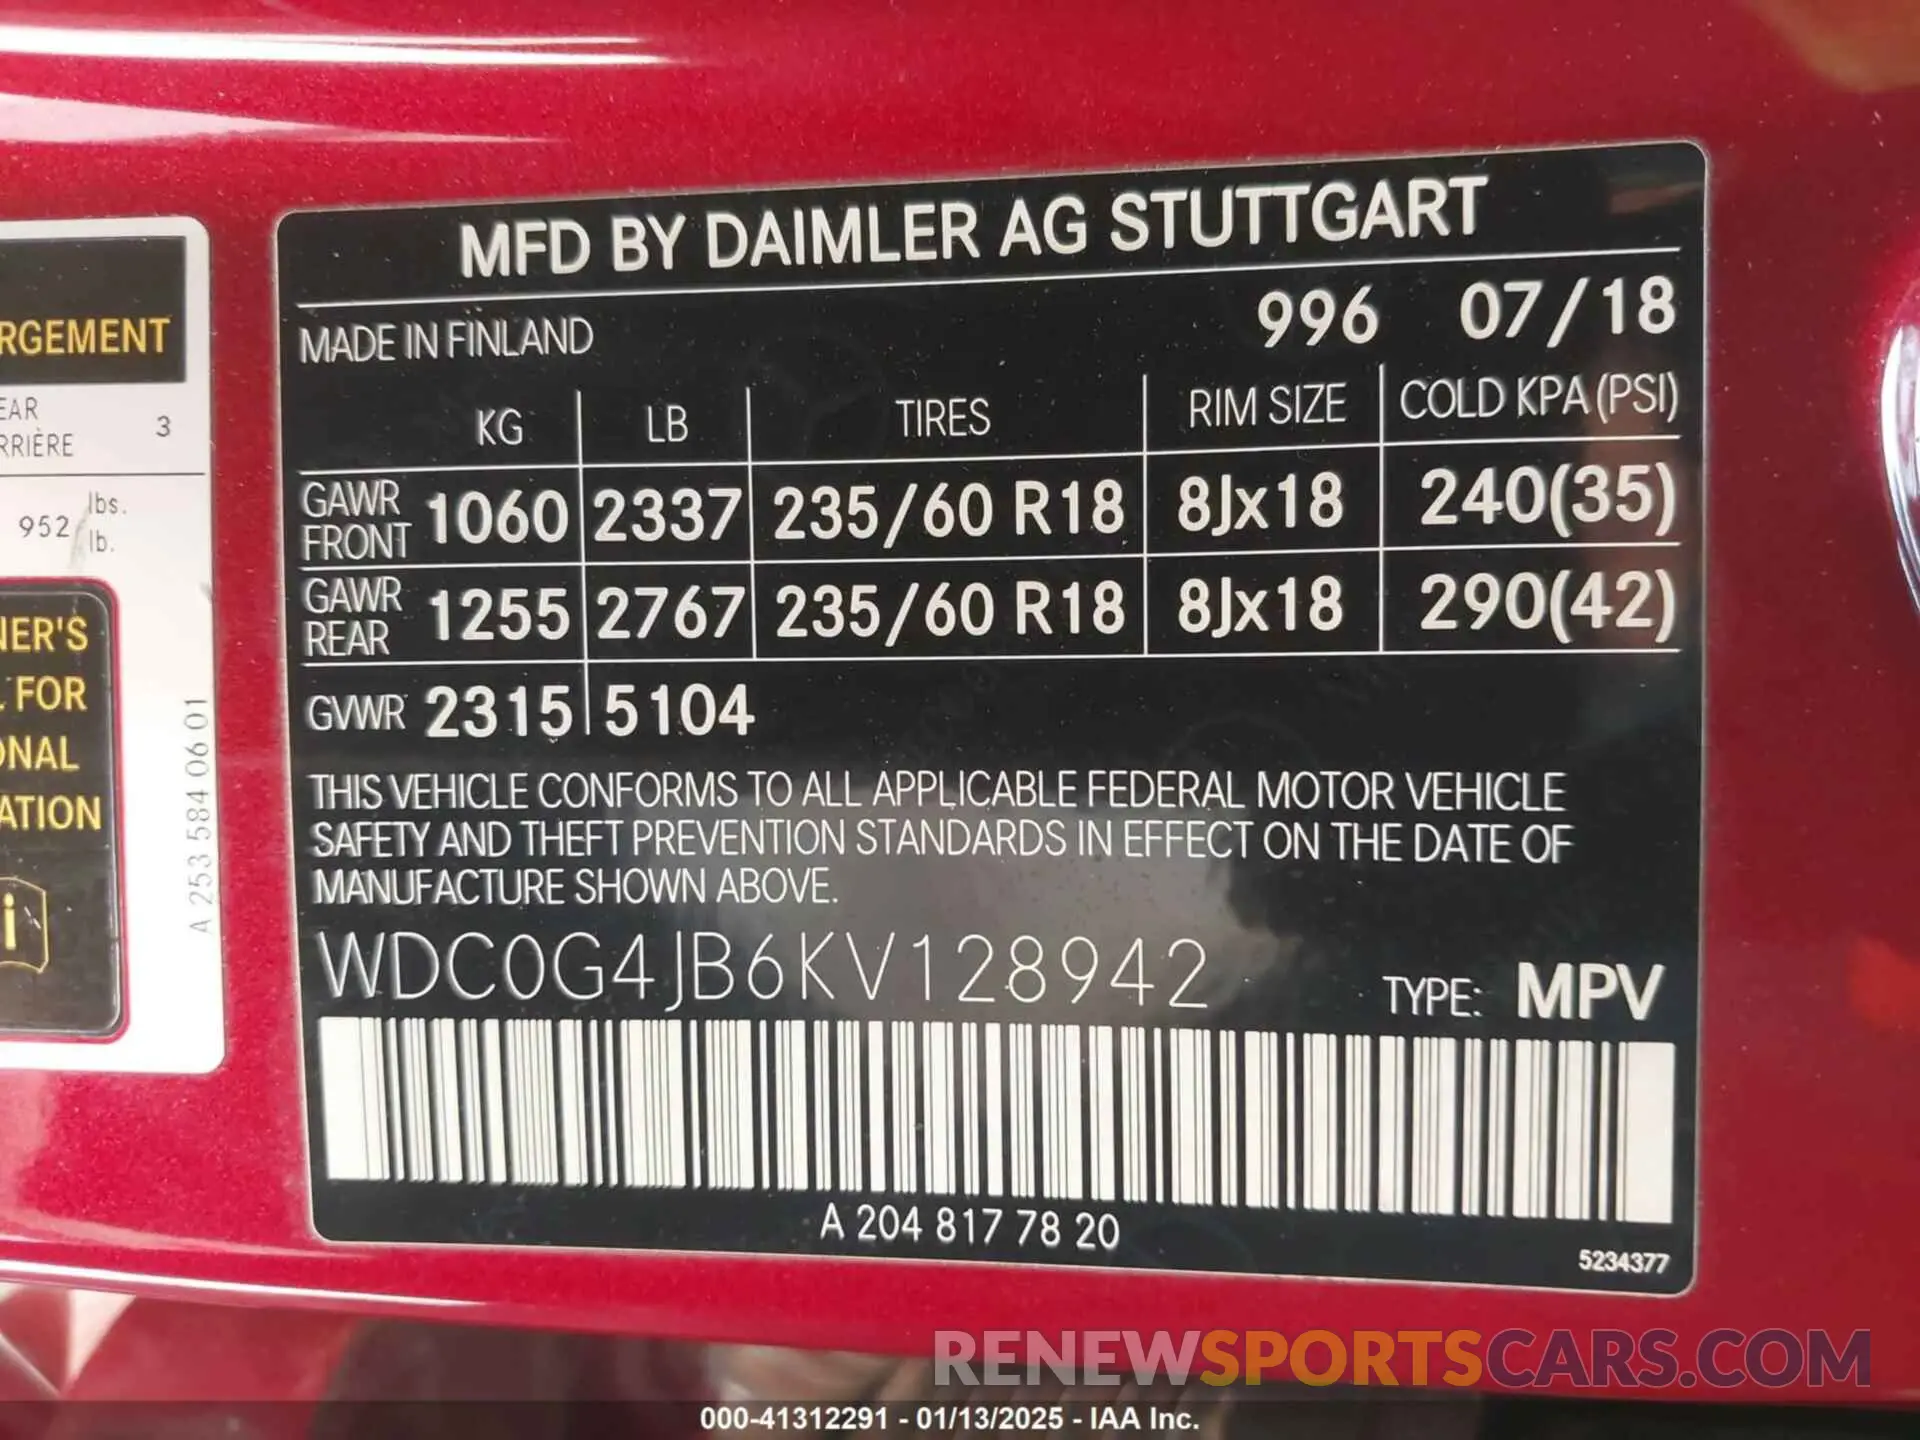 MFD BY DAIMLER AG STUTTGART
MADE IN FINLAND 996 07/18
KG LB TIRES RIM SIZE COLD KPA (PSI)
GAWR FRONT 1060 2337 235/60 R18 8Jx18 240(35)
GAWR REAR 1255 2767 235/60 R18 8Jx18 290(42)
GVWR 2315 5104
THIS VEHICLE CONFORMS TO ALL APPLICABLE FEDERAL MOTOR VEHICLE
SAFETY AND THEFT PREVENTION STANDARDS IN EFFECT ON THE DATE OF
MANUFACTURE SHOWN ABOVE.
WDC0G4JB6KV128942 TYPE: MPV
A 204 817 78 20
5234377
RGEMENT
EAR
RRIÈRE 3
952 lbs.
lb.
NER'S
FOR
ONAL
ATION
i
A 253 584 06 01
RENEWSPORTSCARS.COM
000-41312291 - 01/13/2025 - IAA Inc.